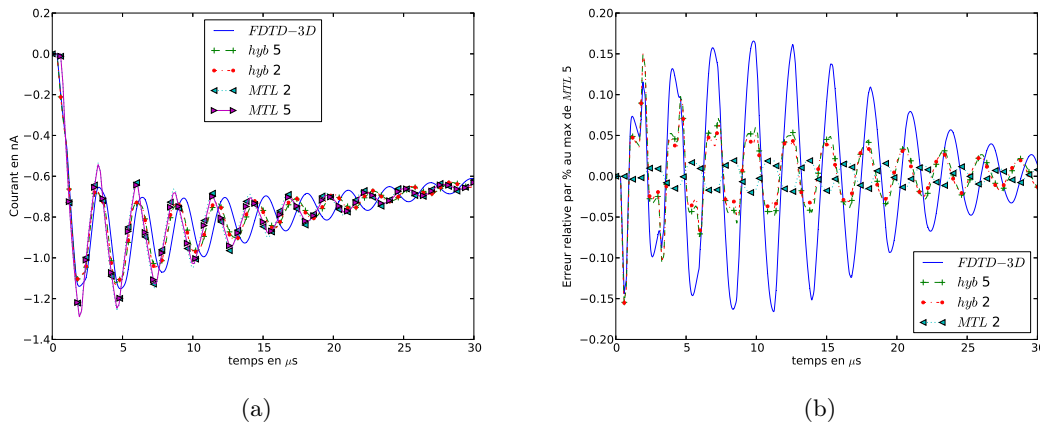 0.0
−0.2
−0.4
−0.6
−0.8
−1.0
−1.2
−1.4
Courant en nA
0 5 10 15 20 25 30
temps en μs
FDTD−3D
hyb 5
hyb 2
MTL 2
MTL 5
(a)
0.20
0.15
0.10
0.05
0.00
−0.05
−0.10
−0.15
−0.20
Erreur relative par % au max de MTL 5
0 5 10 15 20 25 30
temps en μs
FDTD−3D
hyb 5
hyb 2
MTL 2
(b)